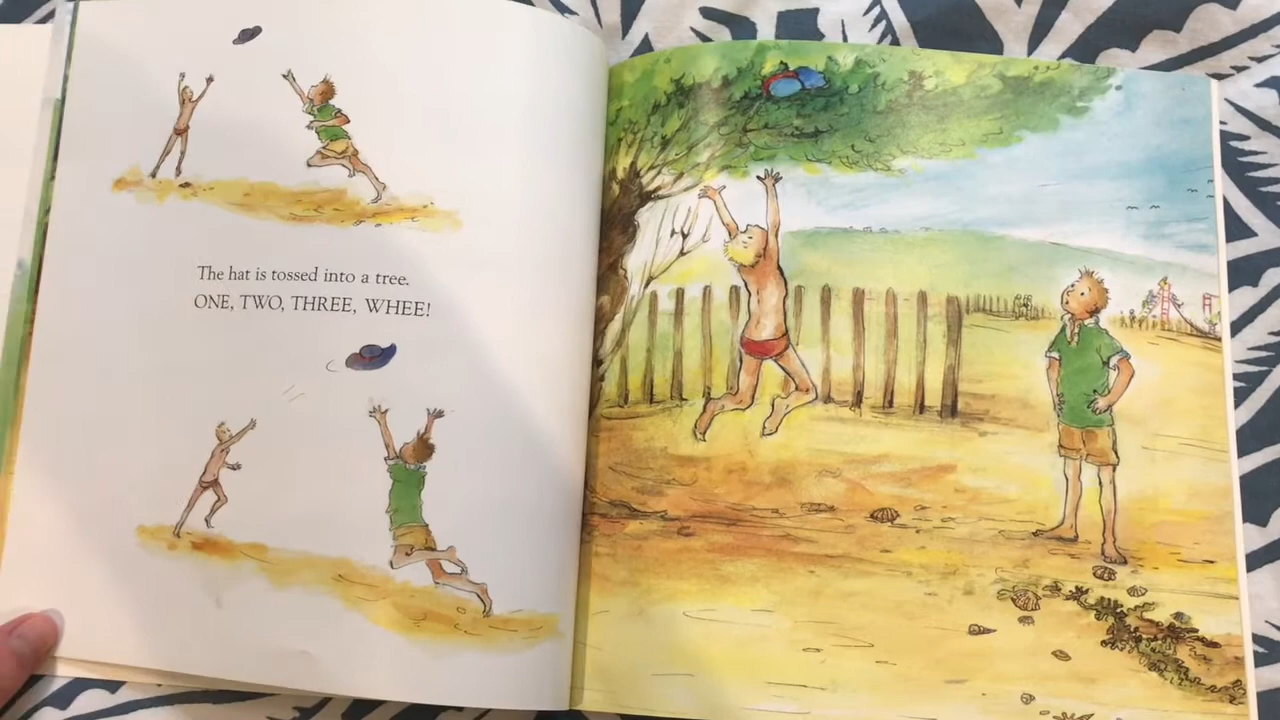 The hat is tossed into a tree.
ONE, TWO, THREE, WHEE!